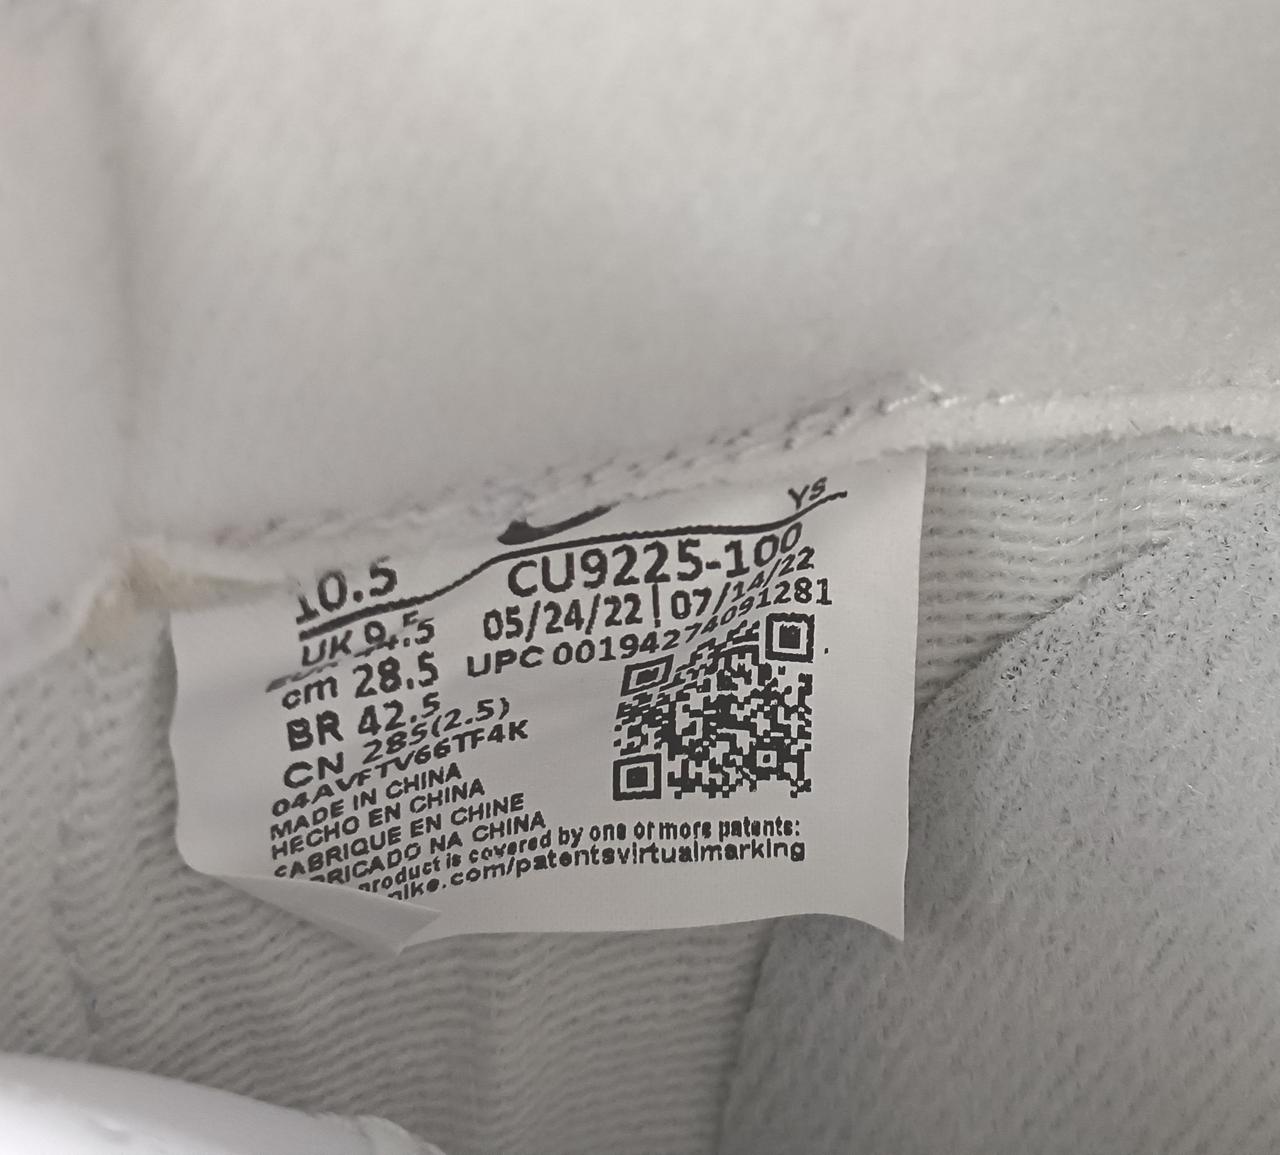 YS
10.5
CU9225-100
UK 9.5
05/24/22 | 07/14/22
UPC 00194274091281
cm 28.5
BR 42.5
CN 285(2.5)
04AVFTV66TF4K
MADE IN CHINA
HECHO EN CHINA
FABRIQUE EN CHINE
BRICADO NA CHINA
product is covered by one or more patents:
nike.com/patentsvirtualmarking